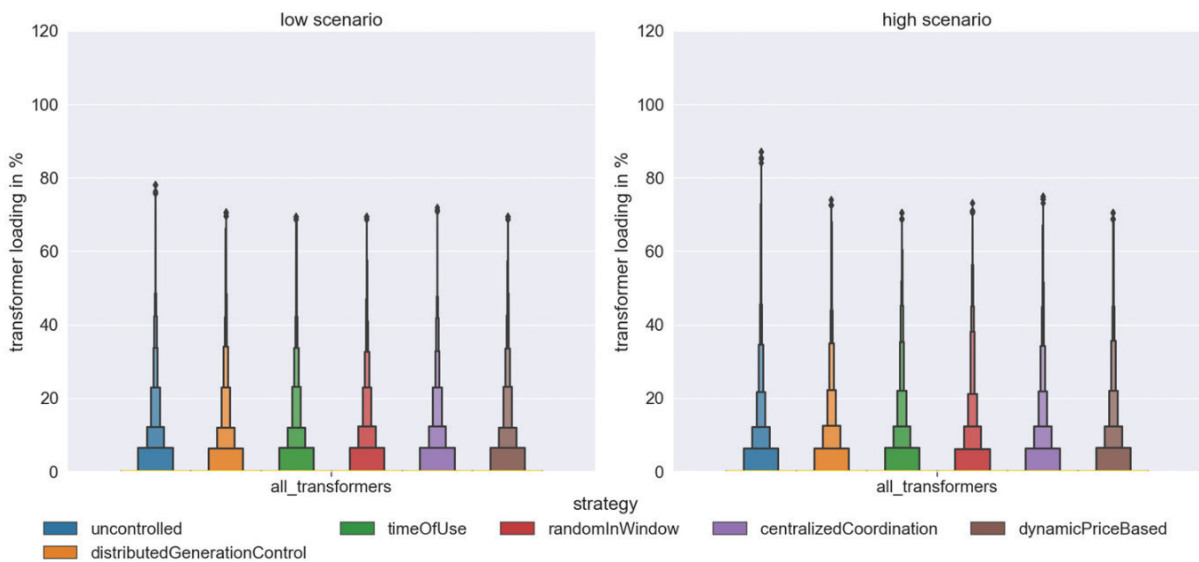 low scenario
high scenario
transformer loading in %
120
100
80
60
40
20
0
all_transformers
transformer loading in %
120
100
80
60
40
20
0
all_transformers
strategy
uncontrolled
timeOfUse
randomInWindow
centralizedCoordination
dynamicPriceBased
distributedGenerationControl